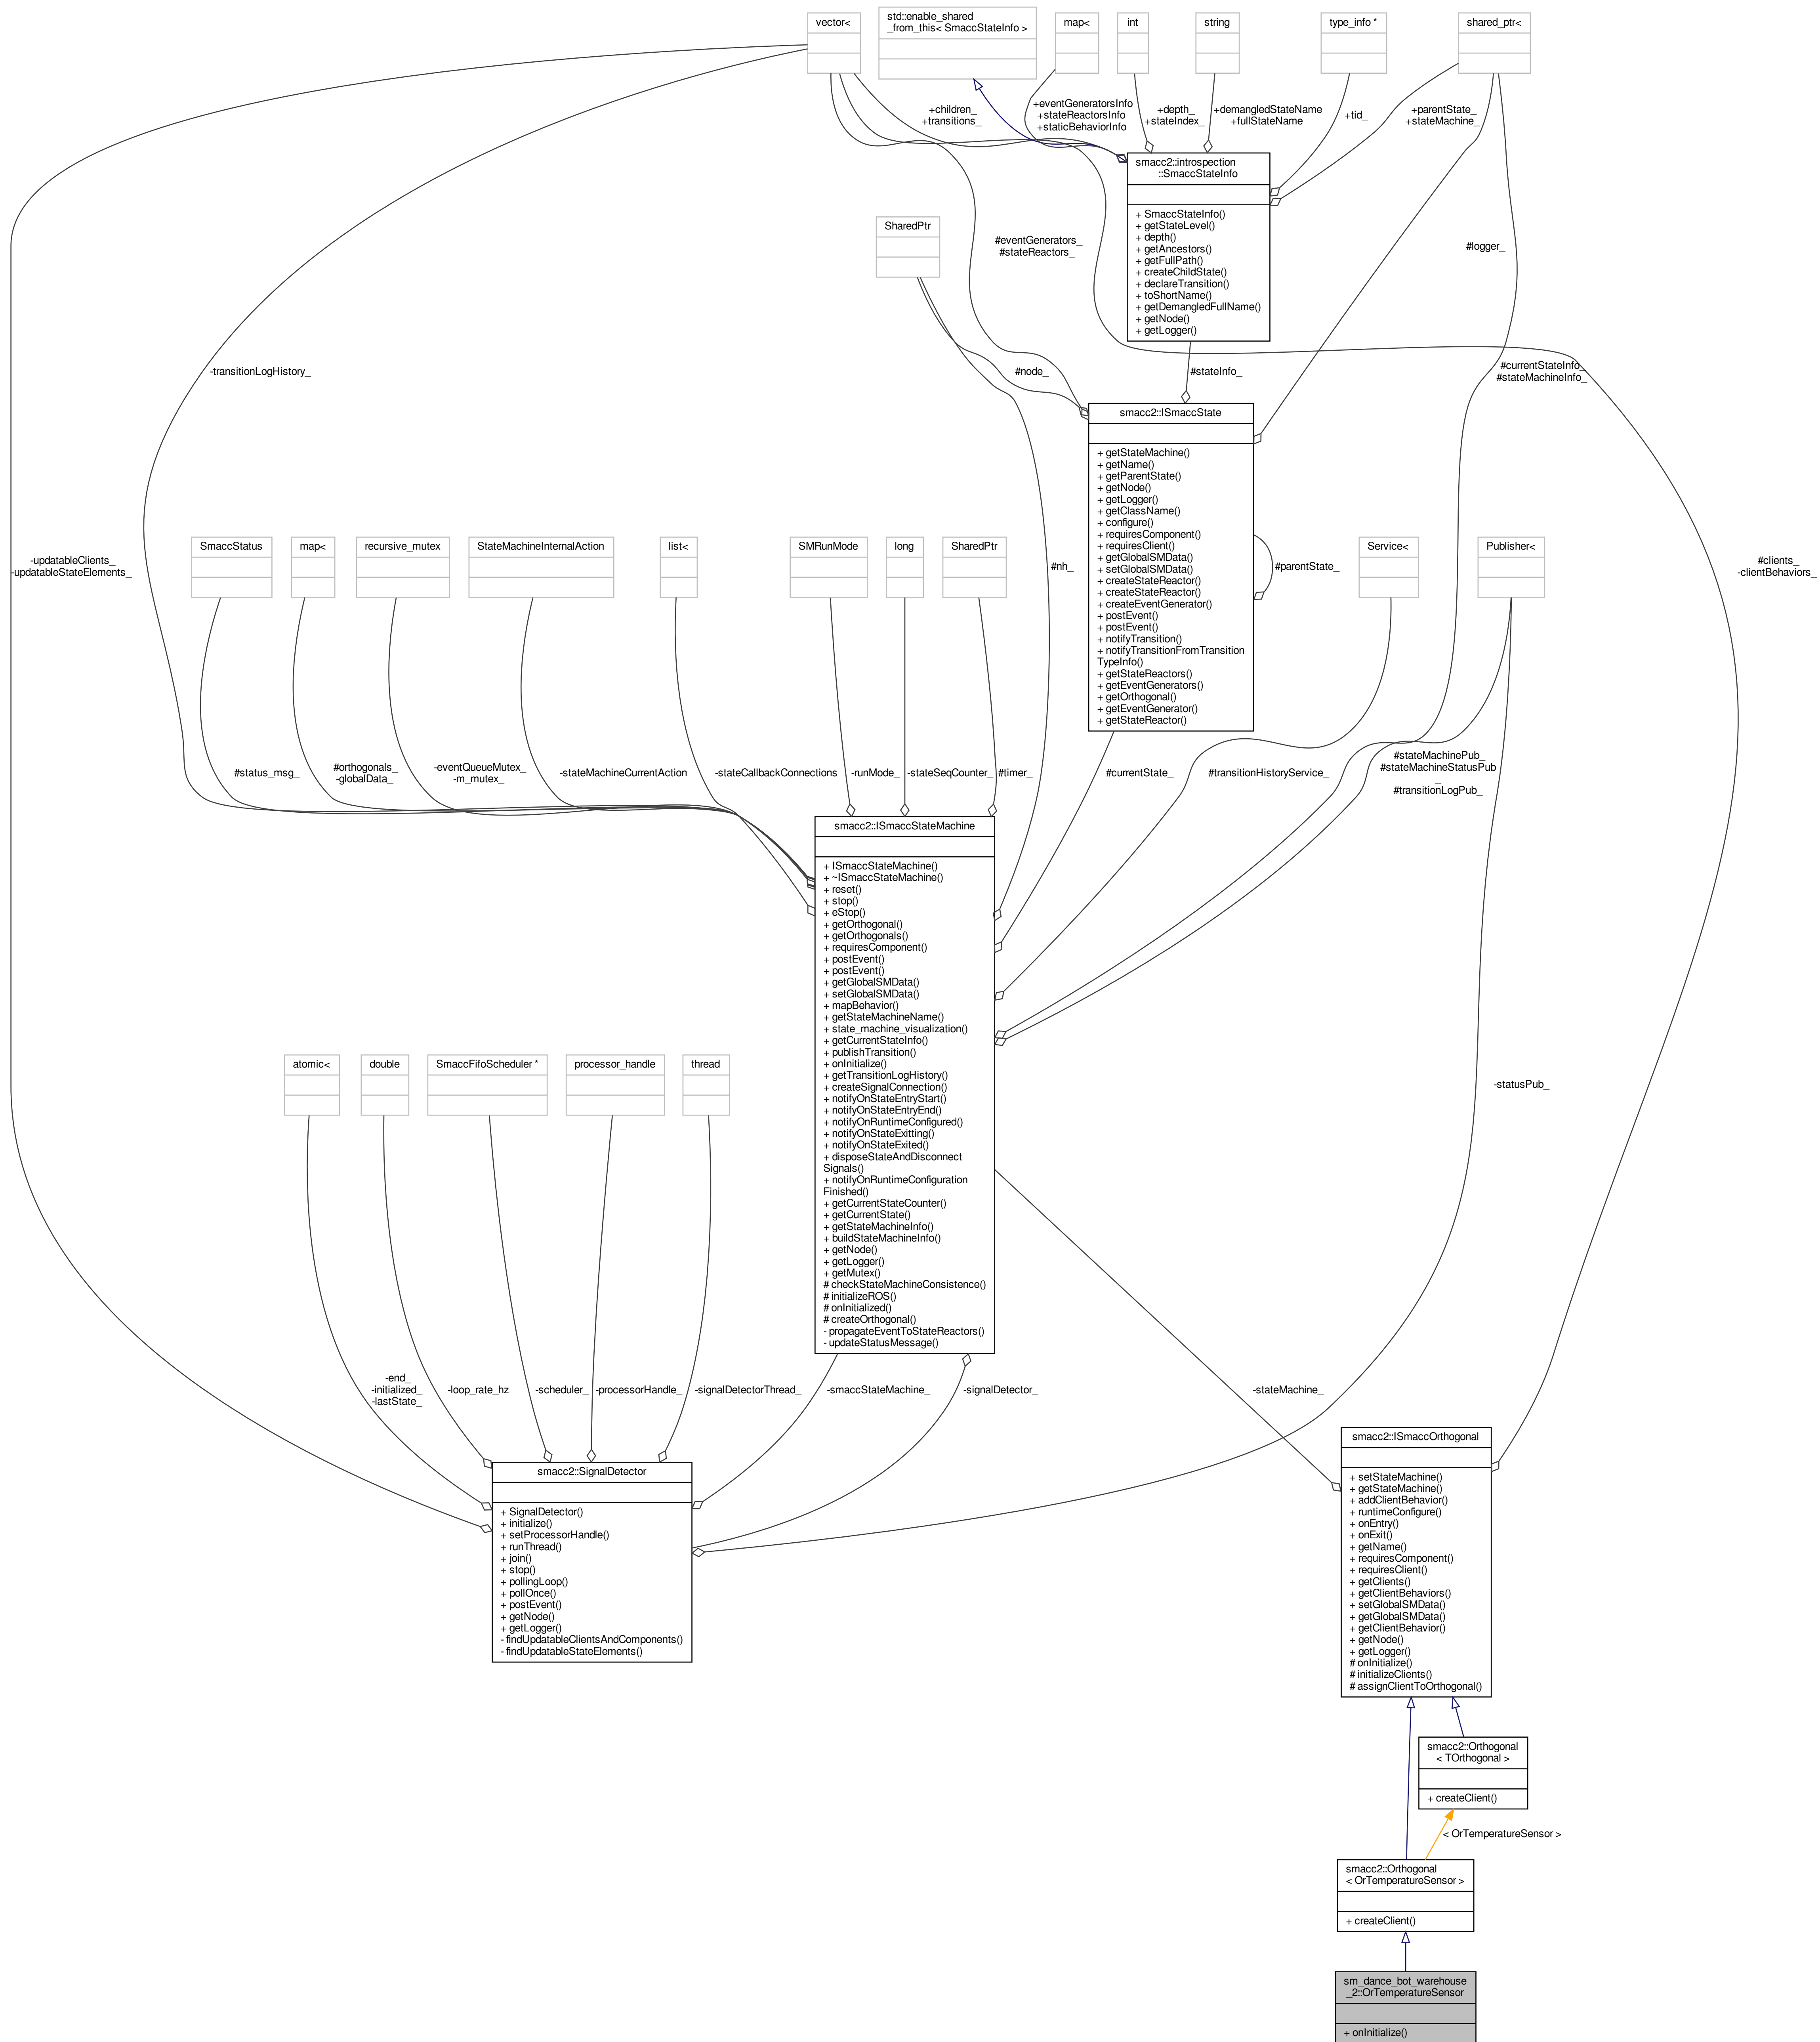 vector<
std::enable_shared
_from_this< SmaccStateInfo >
map<
int
string
type_info *
shared_ptr<
+children_
+transitions_
+eventGeneratorsInfo
+stateReactorsInfo
+staticBehaviorInfo
+depth_
+stateIndex_
+demangledStateName
+fullStateName
+tid_
+parentState_
+stateMachine_
smacc2::introspection
::SmaccStateInfo
+ SmaccStateInfo()
+ getStateLevel()
+ depth()
+ getAncestors()
+ getFullPath()
+ createChildState()
+ declareTransition()
+ toShortName()
+ getDemangledFullName()
+ getNode()
+ getLogger()
SharedPtr
#eventGenerators_
#stateReactors_
#logger_
-transitionLogHistory_
#node_
#stateInfo_
#currentStateInfo_
#stateMachineInfo_
smacc2::ISmaccState
+ getStateMachine()
+ getName()
+ getParentState()
+ getNode()
+ getLogger()
+ getClassName()
+ configure()
+ requiresComponent()
+ requiresClient()
+ getGlobalSMData()
+ setGlobalSMData()
+ createStateReactor()
+ createStateReactor()
+ createEventGenerator()
+ postEvent()
+ postEvent()
+ notifyTransition()
+ notifyTransitionFromTransition
TypeInfo()
+ getStateReactors()
+ getEventGenerators()
+ getOrthogonal()
+ getEventGenerator()
+ getStateReactor()
#parentState_
-updatableClients_
-updatableStateElements_
SmaccStatus
map<
recursive_mutex
StateMachineInternalAction
list<
SMRunMode
long
SharedPtr
#nh_
Service<
Publisher<
#clients_
-clientBehaviors_
#status_msg_
#orthogonals_
-globalData_
-eventQueueMutex_
-m_mutex_
-stateMachineCurrentAction
-stateCallbackConnections
-runMode_
-stateSeqCounter_
#timer_
#currentState_
#transitionHistoryService_
#stateMachinePub_
#stateMachineStatusPub
_
#transitionLogPub_
smacc2::ISmaccStateMachine
+ ISmaccStateMachine()
+ ~ISmaccStateMachine()
+ reset()
+ stop()
+ eStop()
+ getOrthogonal()
+ getOrthogonals()
+ requiresComponent()
+ postEvent()
+ postEvent()
+ getGlobalSMData()
+ setGlobalSMData()
+ mapBehavior()
+ getStateMachineName()
+ state_machine_visualization()
+ getCurrentStateInfo()
+ publishTransition()
+ onInitialize()
+ getTransitionLogHistory()
+ createSignalConnection()
+ notifyOnStateEntryStart()
+ notifyOnStateEntryEnd()
+ notifyOnRuntimeConfigured()
+ notifyOnStateExitting()
+ notifyOnStateExited()
+ disposeStateAndDisconnect
Signals()
+ notifyOnRuntimeConfiguration
Finished()
+ getCurrentStateCounter()
+ getCurrentState()
+ getStateMachineInfo()
+ buildStateMachineInfo()
+ getNode()
+ getLogger()
+ getMutex()
# checkStateMachineConsistence()
# initializeROS()
# onInitialized()
# createOrthogonal()
- propagateEventToStateReactors()
- updateStatusMessage()
atomic<
double
SmaccFifoScheduler *
processor_handle
thread
-statusPub_
-end_
-initialized_
-lastState_
-loop_rate_hz
-scheduler_
-processorHandle_
-signalDetectorThread_
-smaccStateMachine_
-signalDetector_
-stateMachine_
smacc2::SignalDetector
+ SignalDetector()
+ initialize()
+ setProcessorHandle()
+ runThread()
+ join()
+ stop()
+ pollingLoop()
+ pollOnce()
+ postEvent()
+ getNode()
+ getLogger()
- findUpdatableClientsAndComponents()
- findUpdatableStateElements()
smacc2::ISmaccOrthogonal
+ setStateMachine()
+ getStateMachine()
+ addClientBehavior()
+ runtimeConfigure()
+ onEntry()
+ onExit()
+ getName()
+ requiresComponent()
+ requiresClient()
+ getClients()
+ getClientBehaviors()
+ setGlobalSMData()
+ getGlobalSMData()
+ getClientBehavior()
+ getNode()
+ getLogger()
# onInitialize()
# initializeClients()
# assignClientToOrthogonal()
smacc2::Orthogonal
< TOrthogonal >
+ createClient()
< OrTemperatureSensor >
smacc2::Orthogonal
< OrTemperatureSensor >
+ createClient()
sm_dance_bot_warehouse
_2::OrTemperatureSensor
+ onInitialize()